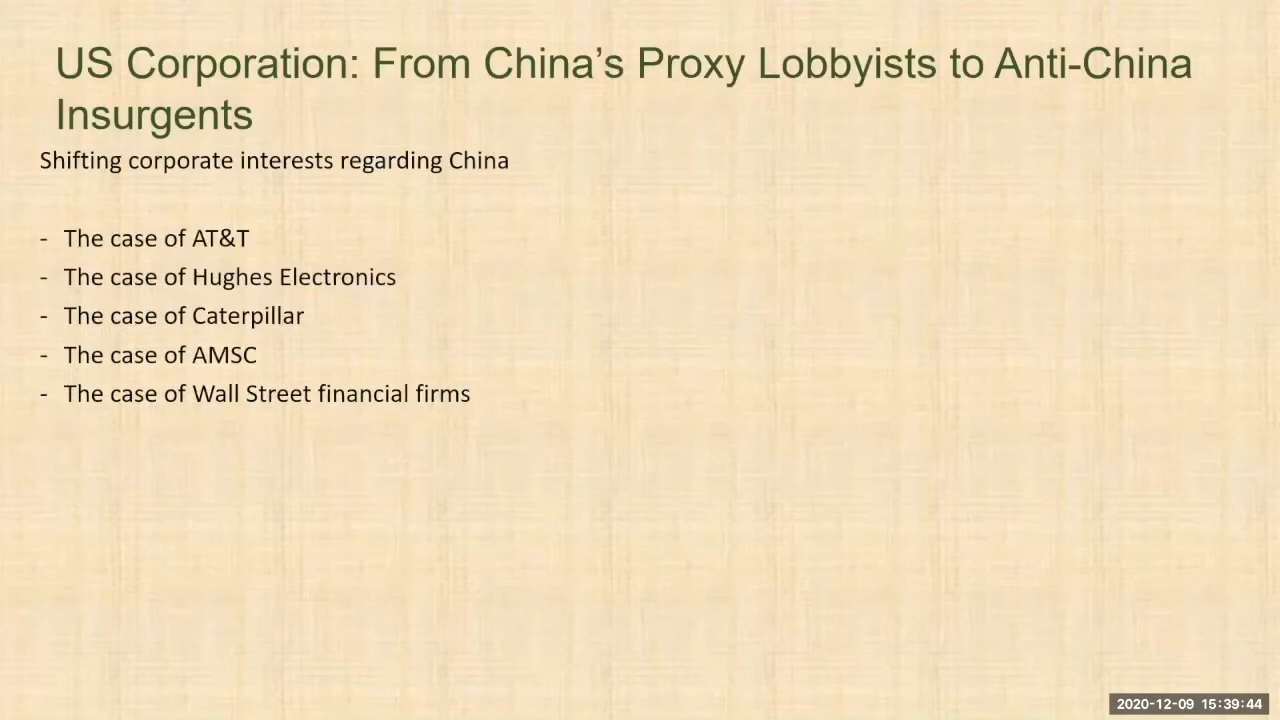 US Corporation: From China’s Proxy Lobbyists to Anti-China
Insurgents
Shifting corporate interests regarding China
- The case of AT&T
- The case of Hughes Electronics
- The case of Caterpillar
- The case of AMSC
- The case of Wall Street financial firms
2020-12-09 15:39:44